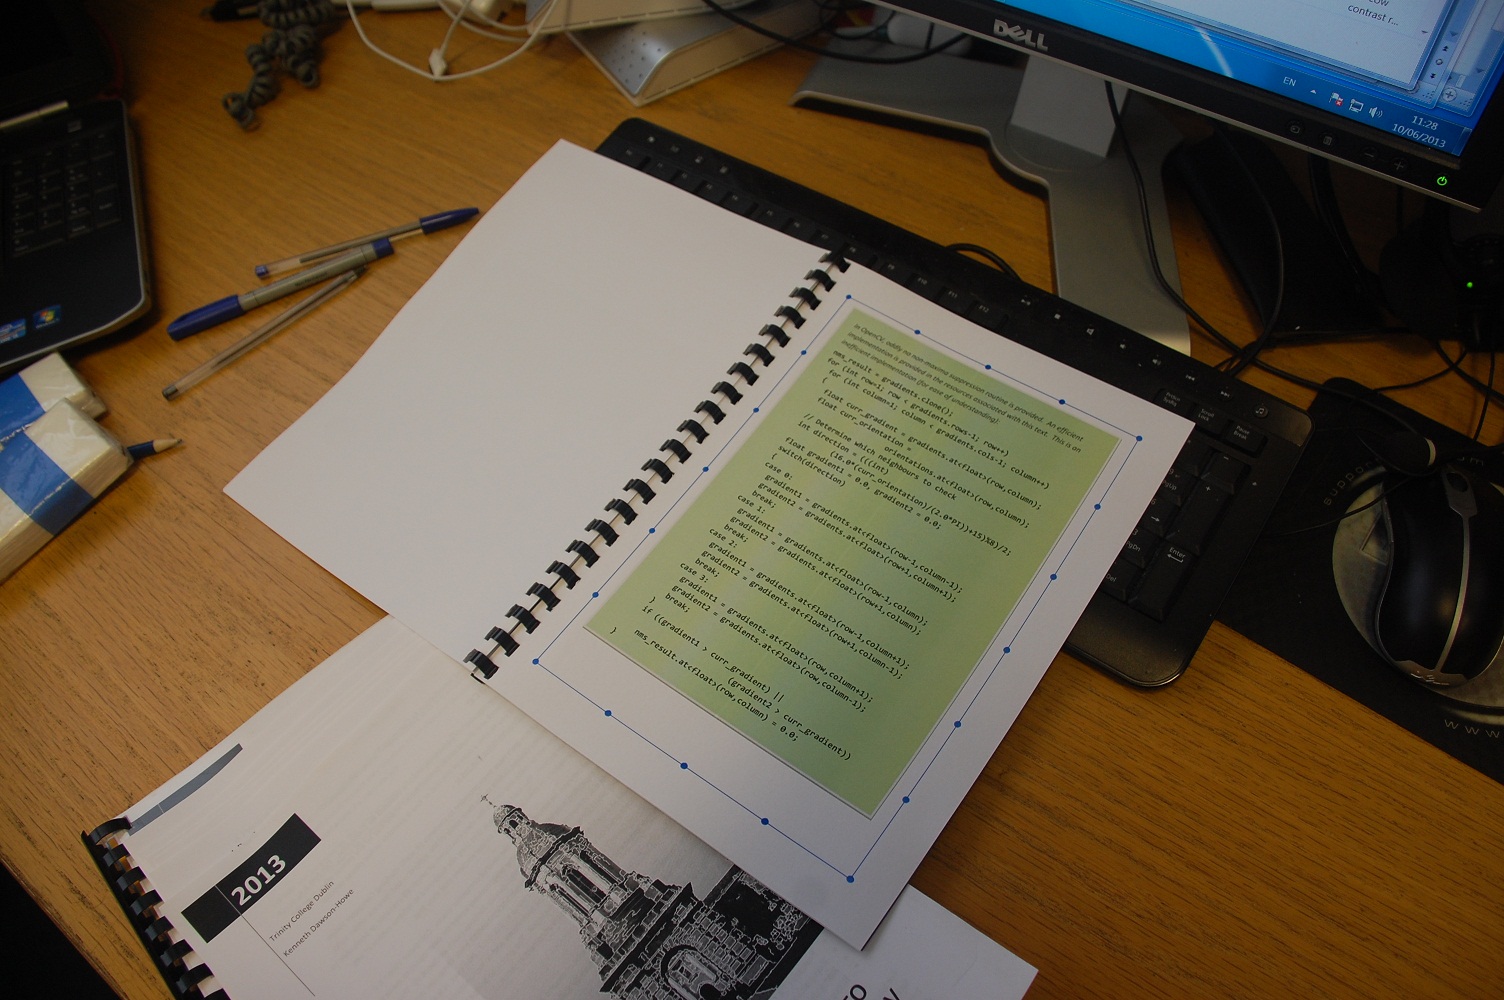 cow
contrast r...
DELL
EN
11:28
10/06/2013
In OpenCV, oddly no non-maxima suppression routine is provided. An efficient
implementation is provided in the resources associated with this text. This is an
inefficient implementation (for ease of understanding):
nms_result = gradients.clone();
for (int row=1; row < gradients.rows-1; row++)
for (int column=1; column < gradients.cols-1; column++)
{
float curr_gradient = gradients.at<float>(row,column);
float curr_orientation = orientations.at<float>(row,column);
// Determine which neighbours to check
int direction = (((int)
(16.0*(curr_orientation)/(2.0*PI))+15)%8)/2;
float gradient1 = 0.0, gradient2 = 0.0;
switch(direction)
{
case 0:
gradient1 = gradients.at<float>(row-1,column-1);
gradient2 = gradients.at<float>(row+1,column+1);
break;
case 1:
gradient1 = gradients.at<float>(row-1,column);
gradient2 = gradients.at<float>(row+1,column);
break;
case 2:
gradient1 = gradients.at<float>(row-1,column+1);
gradient2 = gradients.at<float>(row+1,column-1);
break;
case 3:
gradient1 = gradients.at<float>(row,column+1);
gradient2 = gradients.at<float>(row,column-1);
break;
}
if ((gradient1 > curr_gradient) ||
(gradient2 > curr_gradient))
nms_result.at<float>(row,column) = 0.0;
}
Enter
2013
Trinity College Dublin
Kenneth Dawson-Howe